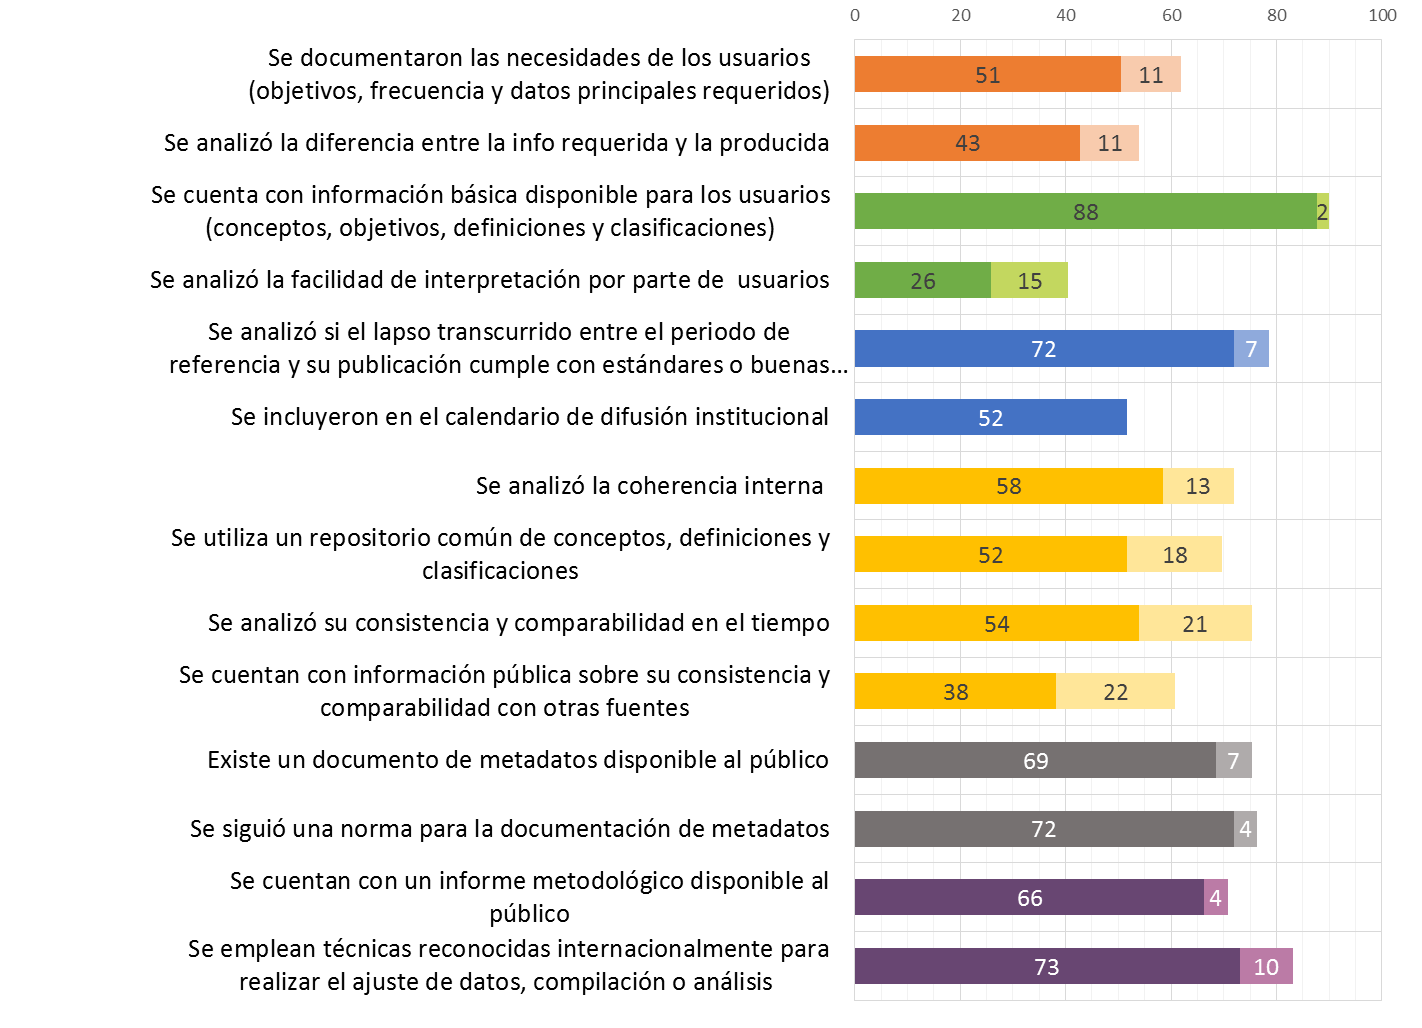 0 20 40 60 80 100
Se documentaron las necesidades de los usuarios
(objetivos, frecuencia y datos principales requeridos)
51 11
Se analizó la diferencia entre la info requerida y la producida
43 11
Se cuenta con información básica disponible para los usuarios
(conceptos, objetivos, definiciones y clasificaciones)
88 2
Se analizó la facilidad de interpretación por parte de  usuarios
26 15
Se analizó si el lapso transcurrido entre el periodo de
referencia y su publicación cumple con estándares o buenas...
72 7
Se incluyeron en el calendario de difusión institucional
52
Se analizó la coherencia interna
58 13
Se utiliza un repositorio común de conceptos, definiciones y
clasificaciones
52 18
Se analizó su consistencia y comparabilidad en el tiempo
54 21
Se cuentan con información pública sobre su consistencia y
comparabilidad con otras fuentes
38 22
Existe un documento de metadatos disponible al público
69 7
Se siguió una norma para la documentación de metadatos
72 4
Se cuentan con un informe metodológico disponible al
público
66 4
Se emplean técnicas reconocidas internacionalmente para
realizar el ajuste de datos, compilación o análisis
73 10